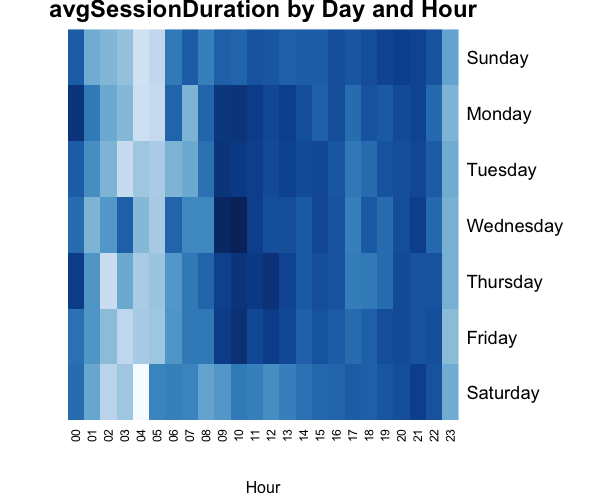 avgSessionDuration by Day and Hour
Sunday
Monday
Tuesday
Wednesday
Thursday
Friday
Saturday
00 01 02 03 04 05 06 07 08 09 10 11 12 13 14 15 16 17 18 19 20 21 22 23
Hour